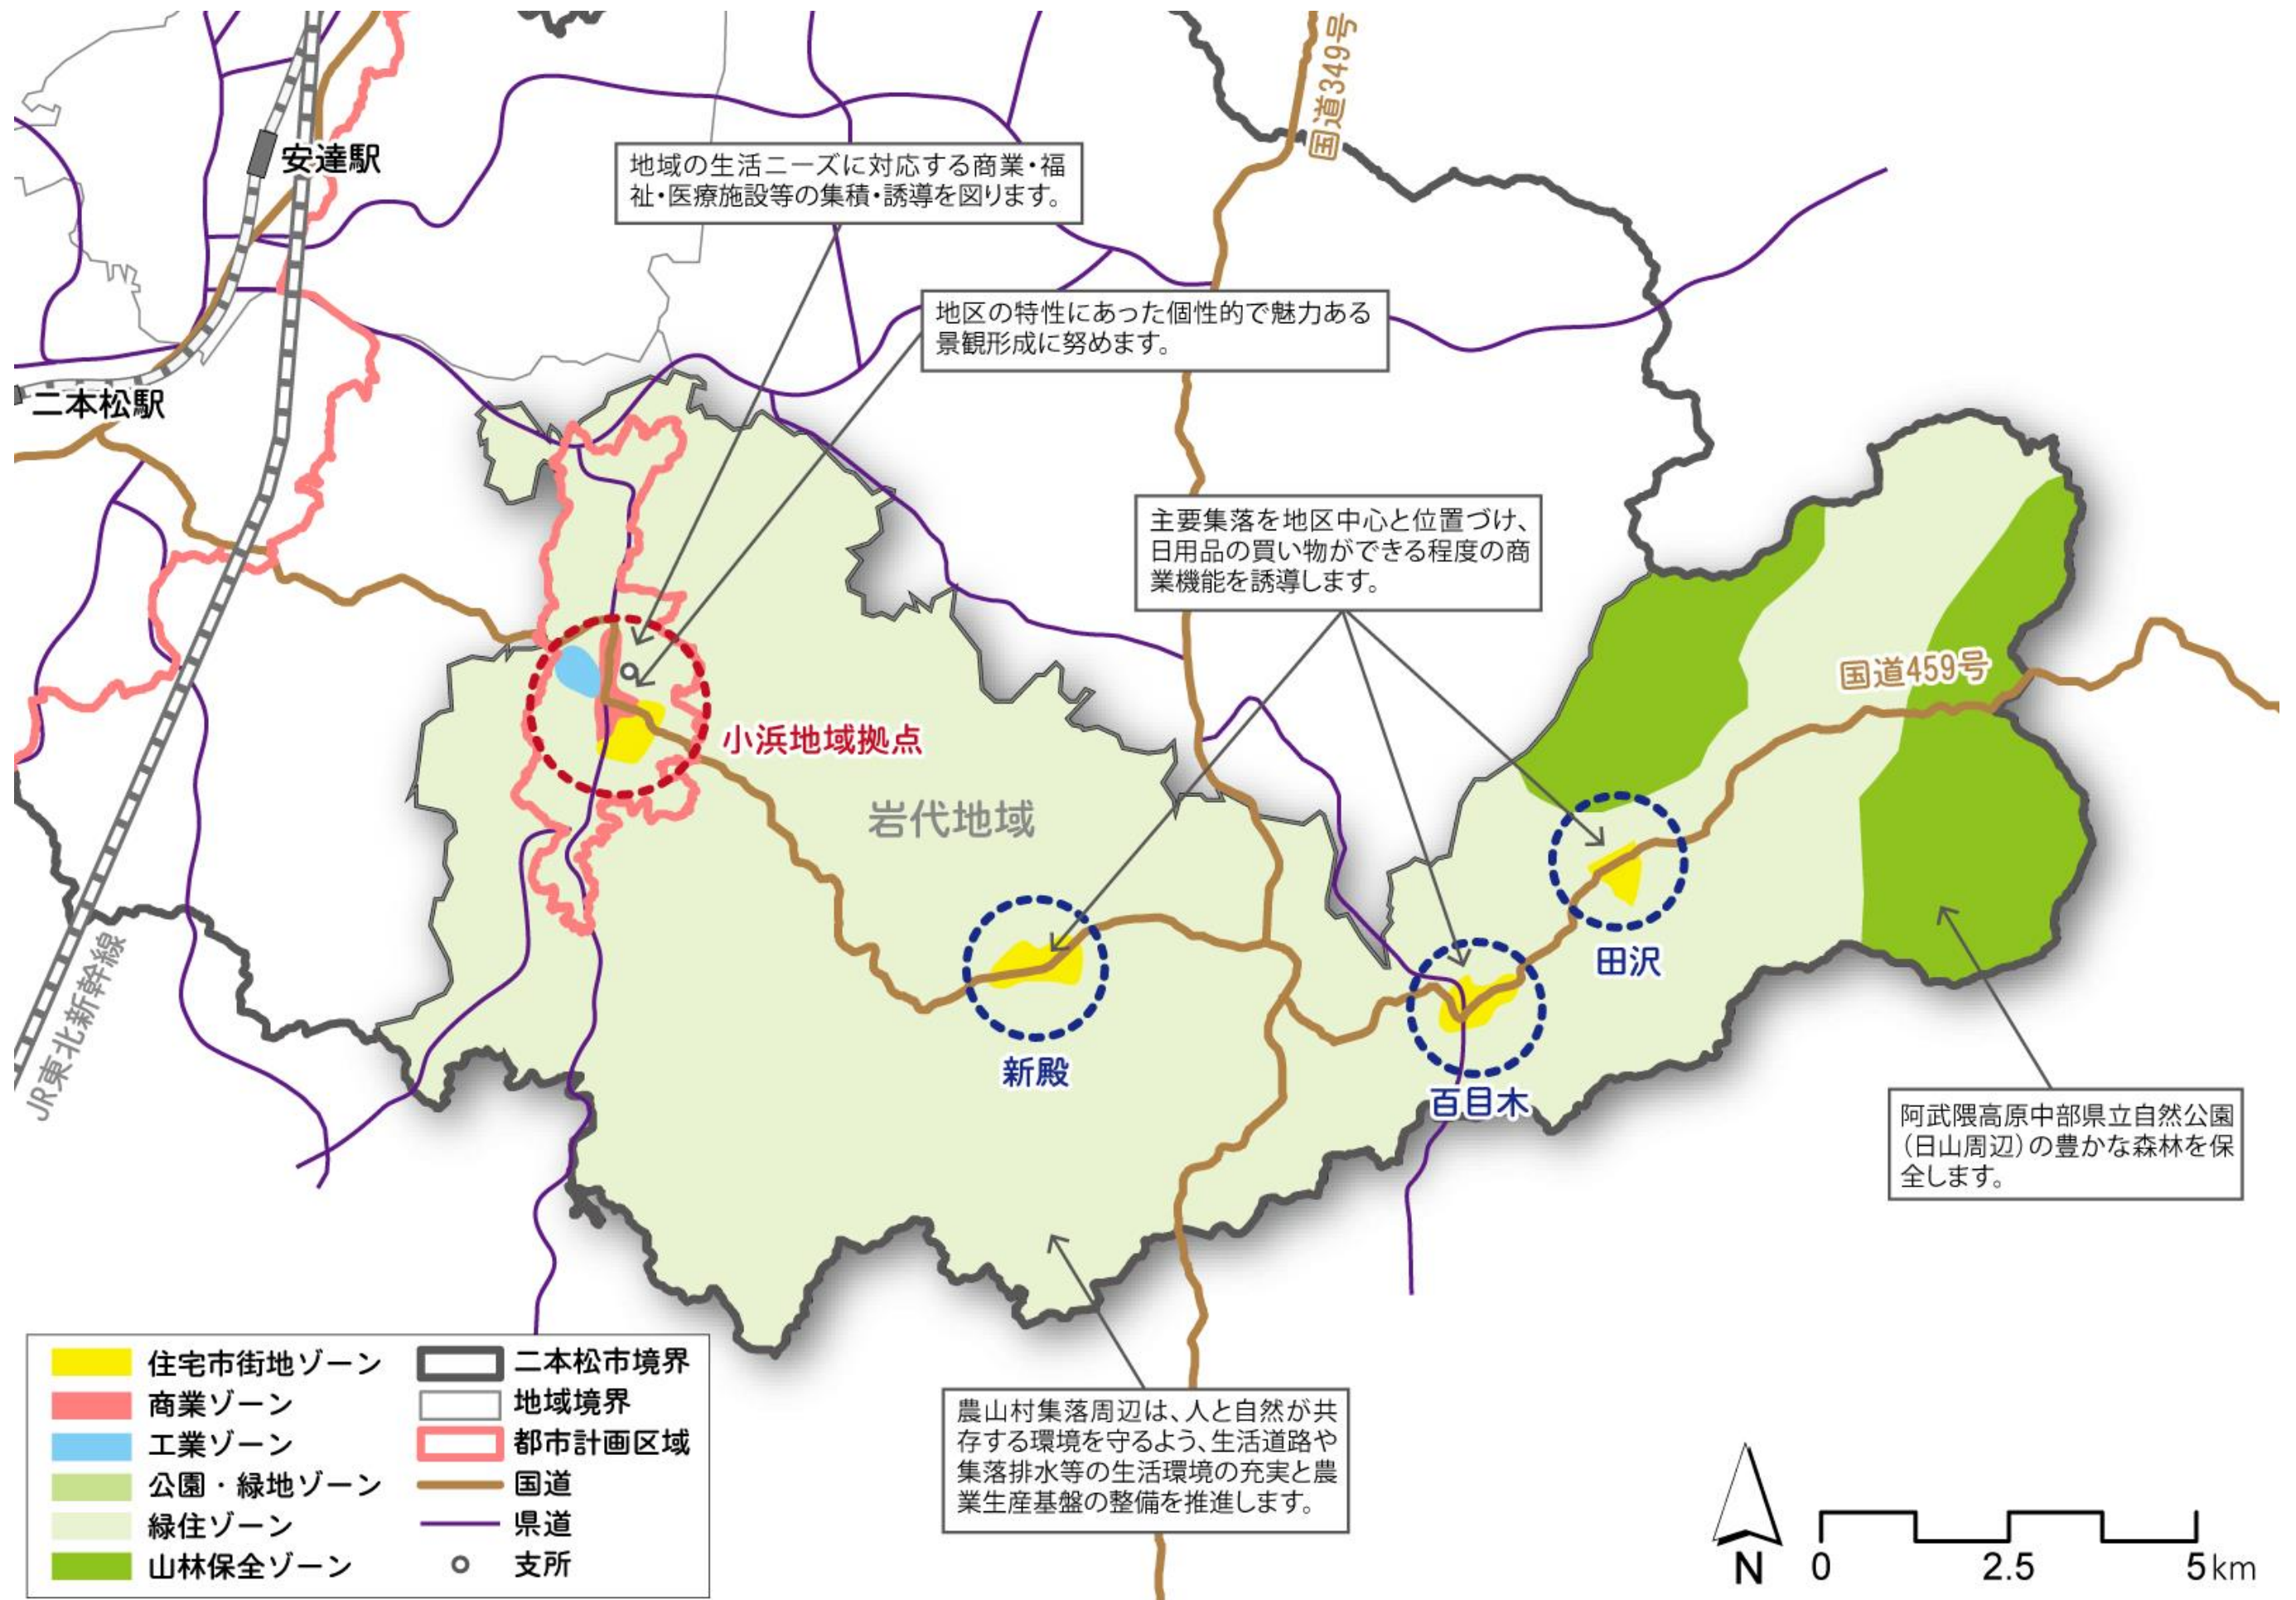 国道349号
安達駅
地域の生活ニーズに対応する商業・福
祉・医療施設等の集積・誘導を図ります。
地区の特性にあった個性的で魅力ある
景観形成に努めます。
二本松駅
主要集落を地区中心と位置づけ、
日用品の買い物ができる程度の商
業機能を誘導します。
国道459号
小浜地域拠点
岩代地域
田沢
JR東北新幹線
新殿
百目木
阿武隈高原中部県立自然公園
(日山周辺)の豊かな森林を保
全します。
農山村集落周辺は、人と自然が共
存する環境を守るよう、生活道路や
集落排水等の生活環境の充実と農
業生産基盤の整備を推進します。
住宅市街地ゾーン
商業ゾーン
工業ゾーン
公園・緑地ゾーン
緑住ゾーン
山林保全ゾーン
二本松市境界
地域境界
都市計画区域
国道
県道
支所
N
0 2.5 5km